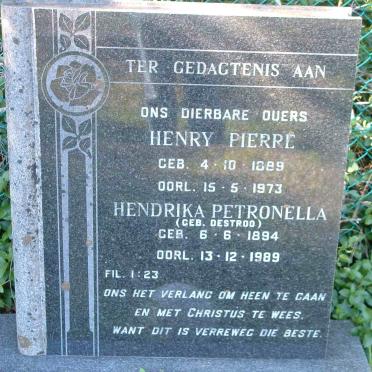 TER GEDAGTENIS AAN
ONS DIERBARE OUERS
HENRY PIERRE
GEB. 4·10·1889
OORL. 15·5·1973
HENDRIKA PETRONELLA
(GEB. DESTROO)
GEB. 6·6·1894
OORL. 13·12·1989
FIL. 1:23
ONS HET VERLANG OM HEEN TE GAAN
EN MET CHRISTUS TE WEES,
WANT DIT IS VERREWEG DIE BESTE.